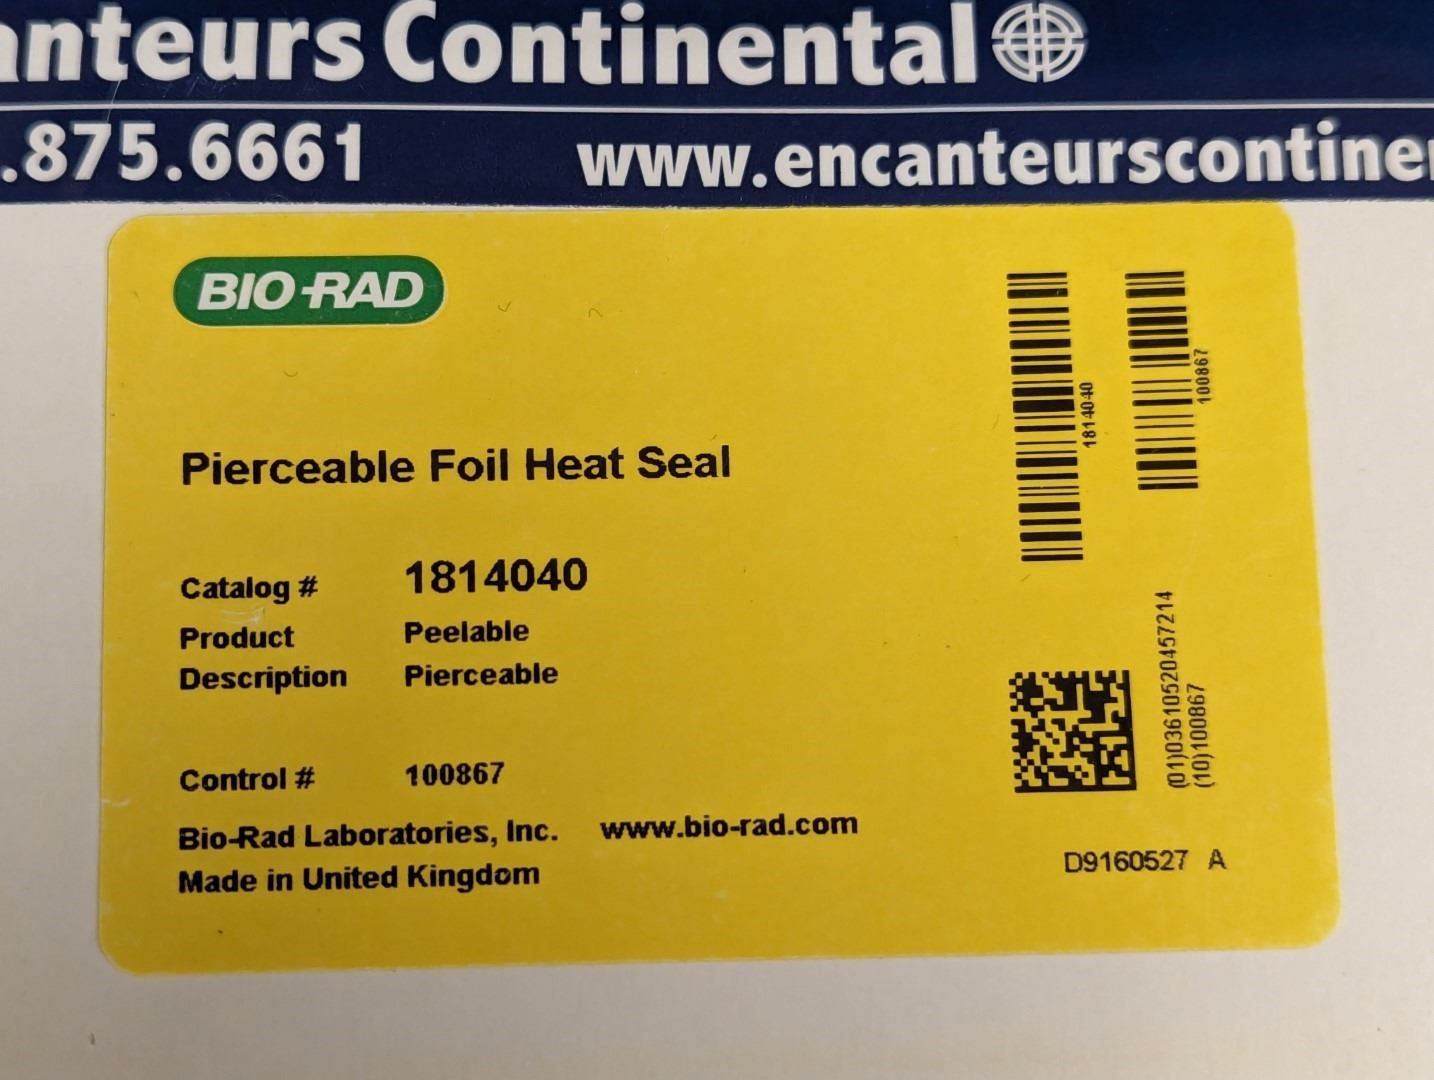 anteurs Continental
.875.6661 www.encanteurscontine
BIO-RAD
Pierceable Foil Heat Seal
Catalog # 1814040
Product Peelable
Description Pierceable
Control # 100867
Bio-Rad Laboratories, Inc. www.bio-rad.com
Made in United Kingdom
1814040
100867
(01)03610520457214
(10)100867
D9160527 A